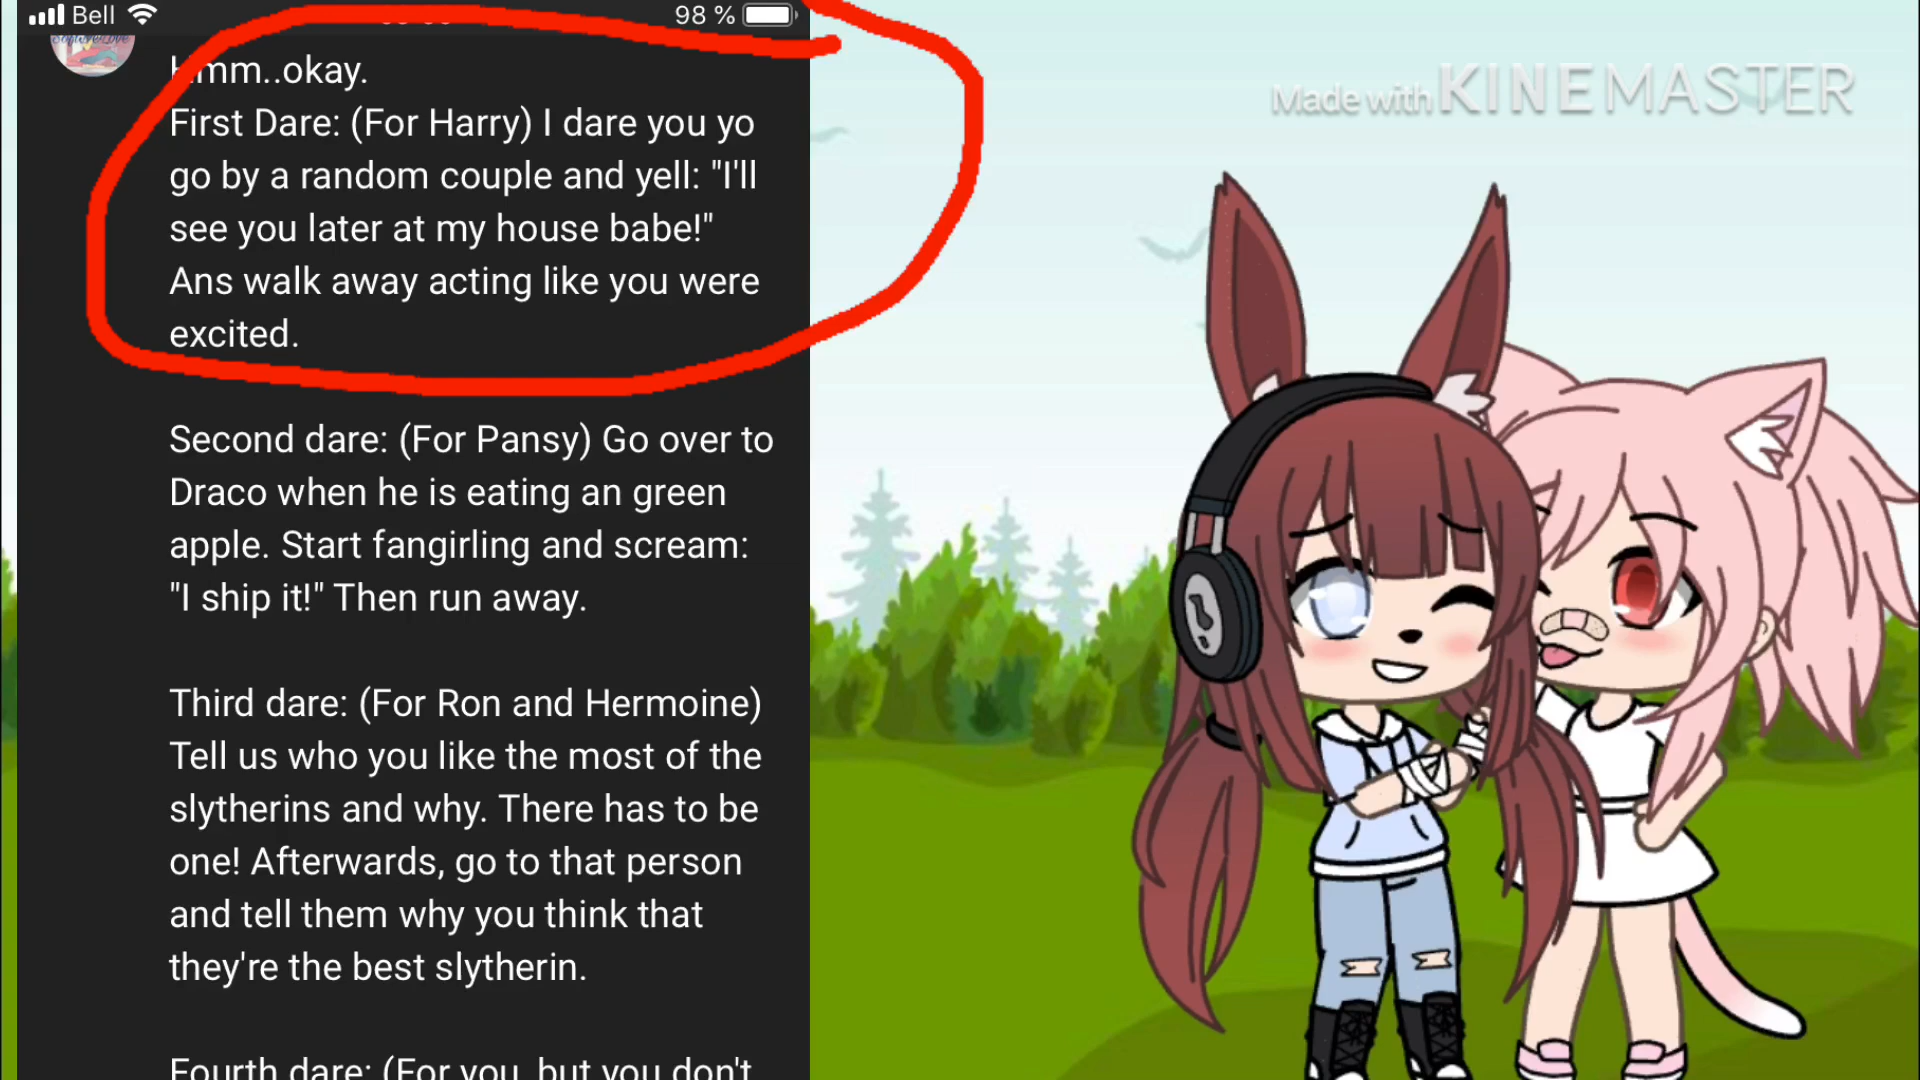 Bell 98 %
Hmm..okay.
First Dare: (For Harry) I dare you yo
go by a random couple and yell: "I'll
see you later at my house babe!"
Ans walk away acting like you were
excited.
Second dare: (For Pansy) Go over to
Draco when he is eating an green
apple. Start fangirling and scream:
"I ship it!" Then run away.
Third dare: (For Ron and Hermoine)
Tell us who you like the most of the
slytherins and why. There has to be
one! Afterwards, go to that person
and tell them why you think that
they're the best slytherin.
Fourth dare: (For you, but you don't
Made with KINEMASTER